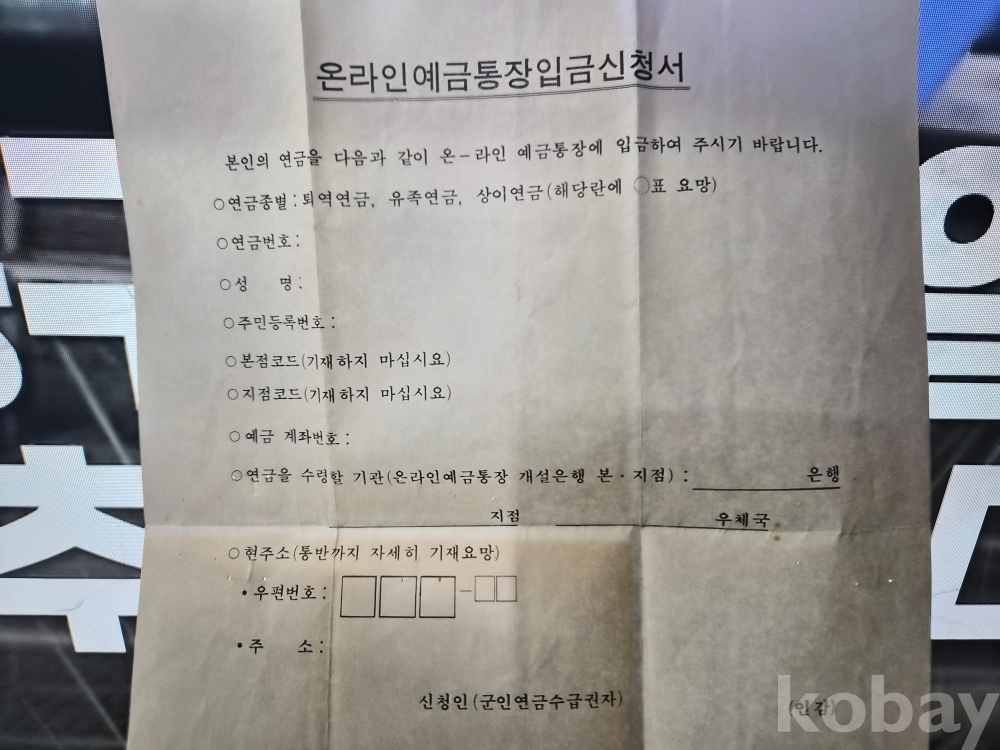 온라인예금통장입금신청서
본인의 연금을 다음과 같이 온-라인 예금통장에 입금하여 주시기 바랍니다.
○연금종별:퇴역연금, 유족연금, 상이연금(해당란에 ○표 요망)
○연금번호:
○성 명:
○주민등록번호:
○본점코드(기재하지 마십시요)
○지점코드(기재하지 마십시요)
○예금 계좌번호:
○연금을 수령할 기관(온라인예금통장 개설은행 본·지점): 은행
지점 우체국
○현주소(통반까지 자세히 기재요망)
•우편번호: □□□-□□
•주 소:
신청인(군인연금수급권자) (인감)
kobay